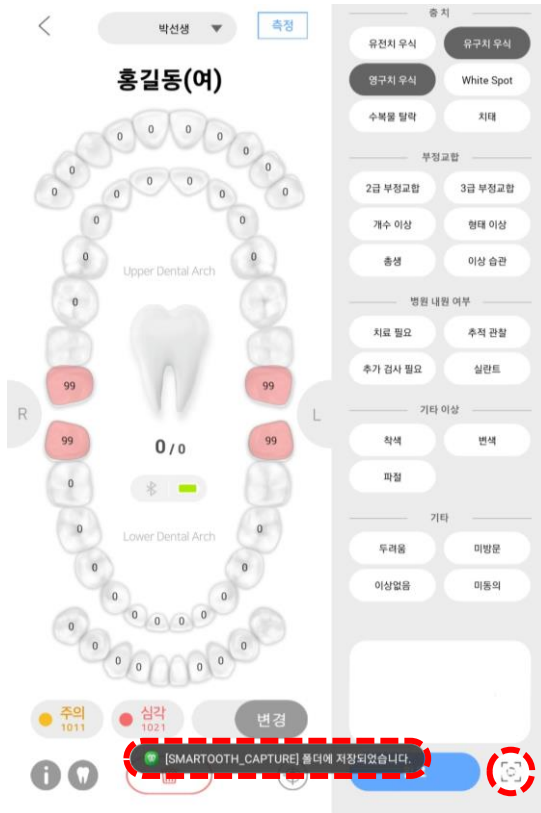 박선생
측정
홍길동(여)
0 0 0 0
0 0
0 0
0 0 0 0
0 0
0 0
0 0
Upper Dental Arch
0
99 99
R L
99 99
0/0
0
0 0
Lower Dental Arch
0 0
0 0
0 0 0 0
0
0 0
0 0 0 0
주의
1011
심각
1021
변경
[SMARTOOTH_CAPTURE] 폴더에 저장되었습니다.
충치
유전치 우식 유구치 우식
영구치 우식 White Spot
수복물 탈락 치태
부정교합
2급 부정교합 3급 부정교합
개수 이상 형태 이상
총생 이상 습관
병원 내원 여부
치료 필요 추적 관찰
추가 검사 필요 실란트
기타 이상
착색 변색
파절
기타
두려움 미방문
이상없음 미동의